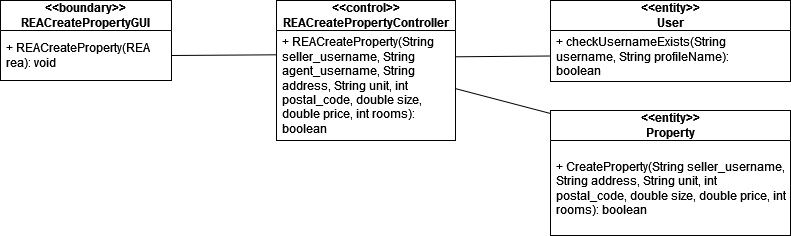 <<boundary>>
REACreatePropertyGUI
+ REACreateProperty(REA
rea): void
<<control>>
REACreatePropertyController
+ REACreateProperty(String
seller_username, String
agent_username, String
address, String unit, int
postal_code, double size,
double price, int rooms):
boolean
<<entity>>
User
+ checkUsernameExists(String
username, String profileName):
boolean
<<entity>>
Property
+ CreateProperty(String seller_username,
String address, String unit, int
postal_code, double size, double price, int
rooms): boolean